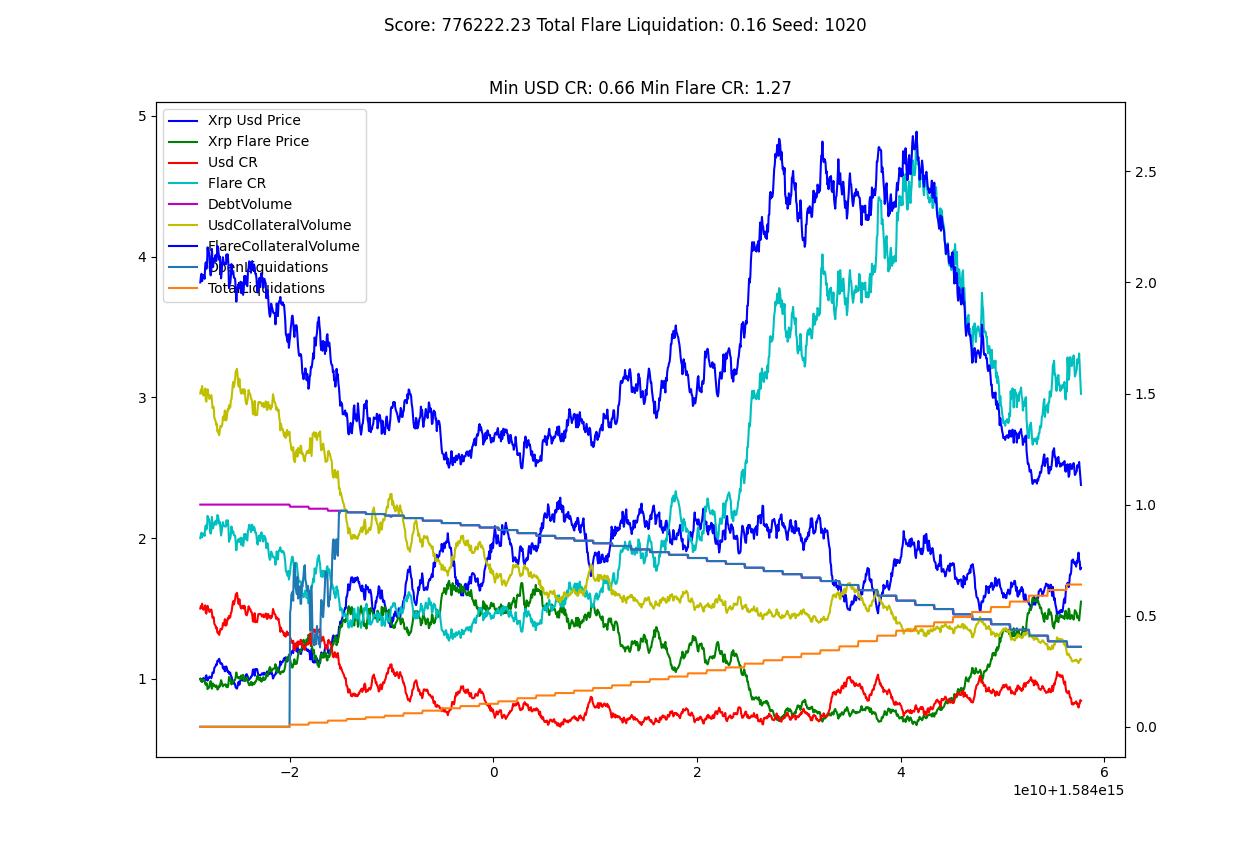 Score: 776222.23 Total Flare Liquidation: 0.16 Seed: 1020
Min USD CR: 0.66 Min Flare CR: 1.27
Xrp Usd Price
Xrp Flare Price
Usd CR
Flare CR
DebtVolume
UsdCollateralVolume
FlareCollateralVolume
OpenLiquidations
TotalLiquidations
5
4
3
2
1
2.5
2.0
1.5
1.0
0.5
0.0
−2
0
2
4
6
1e10+1.584e15